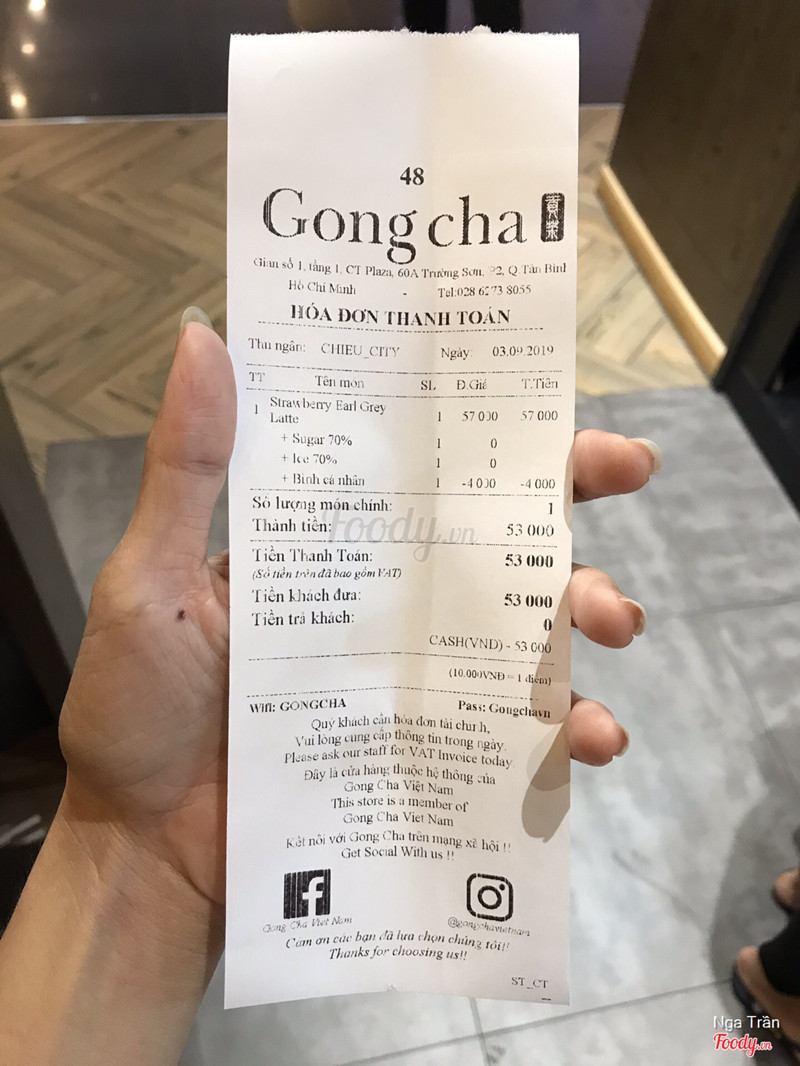 48
Gong cha 貢茶
Gian số 1, tầng 1, CT Plaza, 60A Trường Sơn, P2, Q.Tân Bình
Hồ Chí Minh - Tel:028 6273 8055
HÓA ĐƠN THANH TOÁN
Thu ngân: CHIEU_CITY Ngày: 03.09.2019
TT Tên món SL Đ.Giá T.Tiền
1 Strawberry Earl Grey Latte 1 57 000 57 000
+ Sugar 70% 1 0
+ Ice 70% 1 0
+ Bình cá nhân 1 -4 000 -4 000
Số lượng món chính: 1
Thành tiền: 53 000
Tiền Thanh Toán: 53 000
(Số tiền trên đã bao gồm VAT)
Tiền khách đưa: 53 000
Tiền trả khách: 0
CASH(VND) - 53 000
(10.000VNĐ = 1 điểm)
Wifi: GONGCHA Pass: Gongchavn
Quý khách cần hóa đơn tài chính,
Vui lòng cung cấp thông tin trong ngày.
Please ask our staff for VAT Invoice today.
Đây là cửa hàng thuộc hệ thống của
Gong Cha Việt Nam
This store is a member of
Gong Cha Viet Nam
Kết nối với Gong Cha trên mạng xã hội !!
Get Social With us !!
Gong Cha Viet Nam @gongchavietnam
Cảm ơn các bạn đã lựa chọn chúng tôi!!
Thanks for choosing us!!
ST_CT
Foody.vn
Nga Trần
Foody.vn